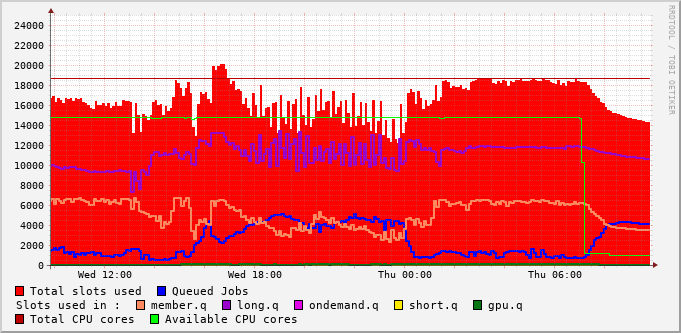 24000
22000
20000
18000
16000
14000
12000
10000
8000
6000
4000
2000
0
Wed 12:00 Wed 18:00 Thu 00:00 Thu 06:00
Total slots used Queued Jobs
Slots used in : member.q long.q ondemand.q short.q gpu.q
Total CPU cores Available CPU cores
RRDTOOL / TOBI OETIKER